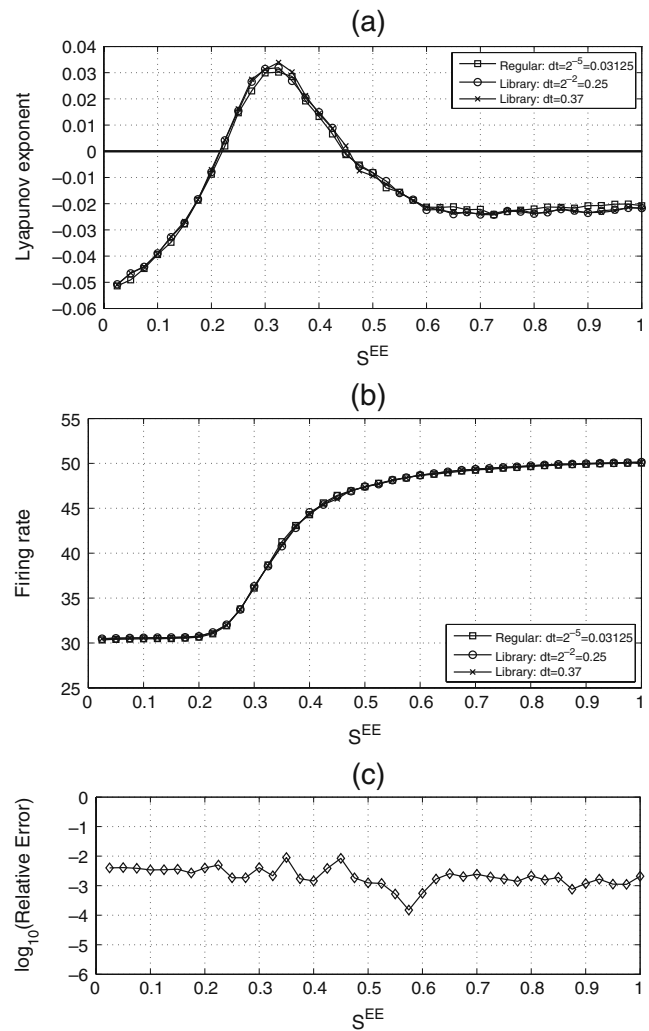 (a)
0.04
0.03
0.02
0.01
0
−0.01
−0.02
−0.03
−0.04
−0.05
−0.06
Lyapunov exponent
Regular: dt=2⁻⁵=0.03125
Library: dt=2⁻²=0.25
Library: dt=0.37
0 0.1 0.2 0.3 0.4 0.5 0.6 0.7 0.8 0.9 1
Sᴱᴱ
(b)
55
50
45
40
35
30
25
Firing rate
Regular: dt=2⁻⁵=0.03125
Library: dt=2⁻²=0.25
Library: dt=0.37
0 0.1 0.2 0.3 0.4 0.5 0.6 0.7 0.8 0.9 1
Sᴱᴱ
(c)
0
−1
−2
−3
−4
−5
−6
log₁₀(Relative Error)
0 0.1 0.2 0.3 0.4 0.5 0.6 0.7 0.8 0.9 1
Sᴱᴱ